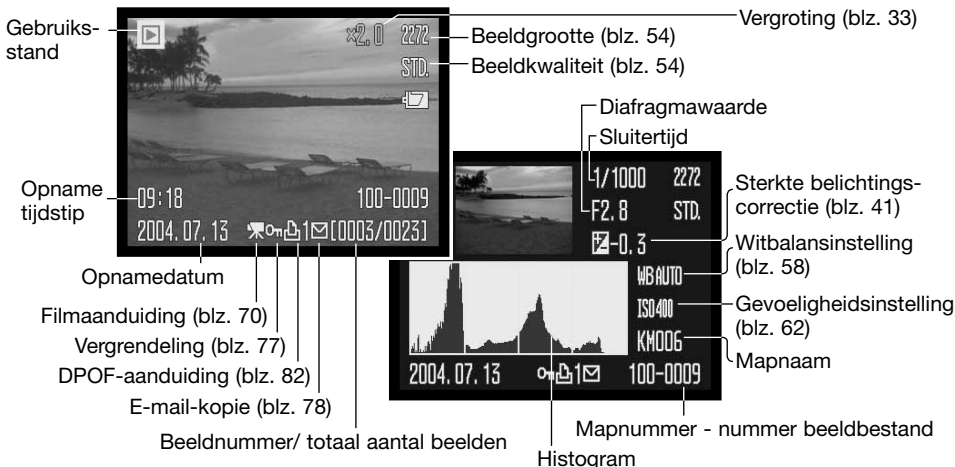 Gebruiks-
stand
×2.0
2272
STD.
09:18
100-0009
2004.07.13
1
[0003/0023]
Vergroting (blz. 33)
Beeldgrootte (blz. 54)
Beeldkwaliteit (blz. 54)
Opname
tijdstip
Opnamedatum
Filmaanduiding (blz. 70)
Vergrendeling (blz. 77)
DPOF-aanduiding (blz. 82)
E-mail-kopie (blz. 78)
Beeldnummer/ totaal aantal beelden
Diafragmawaarde
Sluitertijd
1/1000
2272
F2.8
STD.
-0.3
WB AUTO
ISO 400
KM006
2004.07.13
1
100-0009
Sterkte belichtings-
correctie (blz. 41)
Witbalansinstelling
(blz. 58)
Gevoeligheidsinstelling
(blz. 62)
Mapnaam
Mapnummer - nummer beeldbestand
Histogram